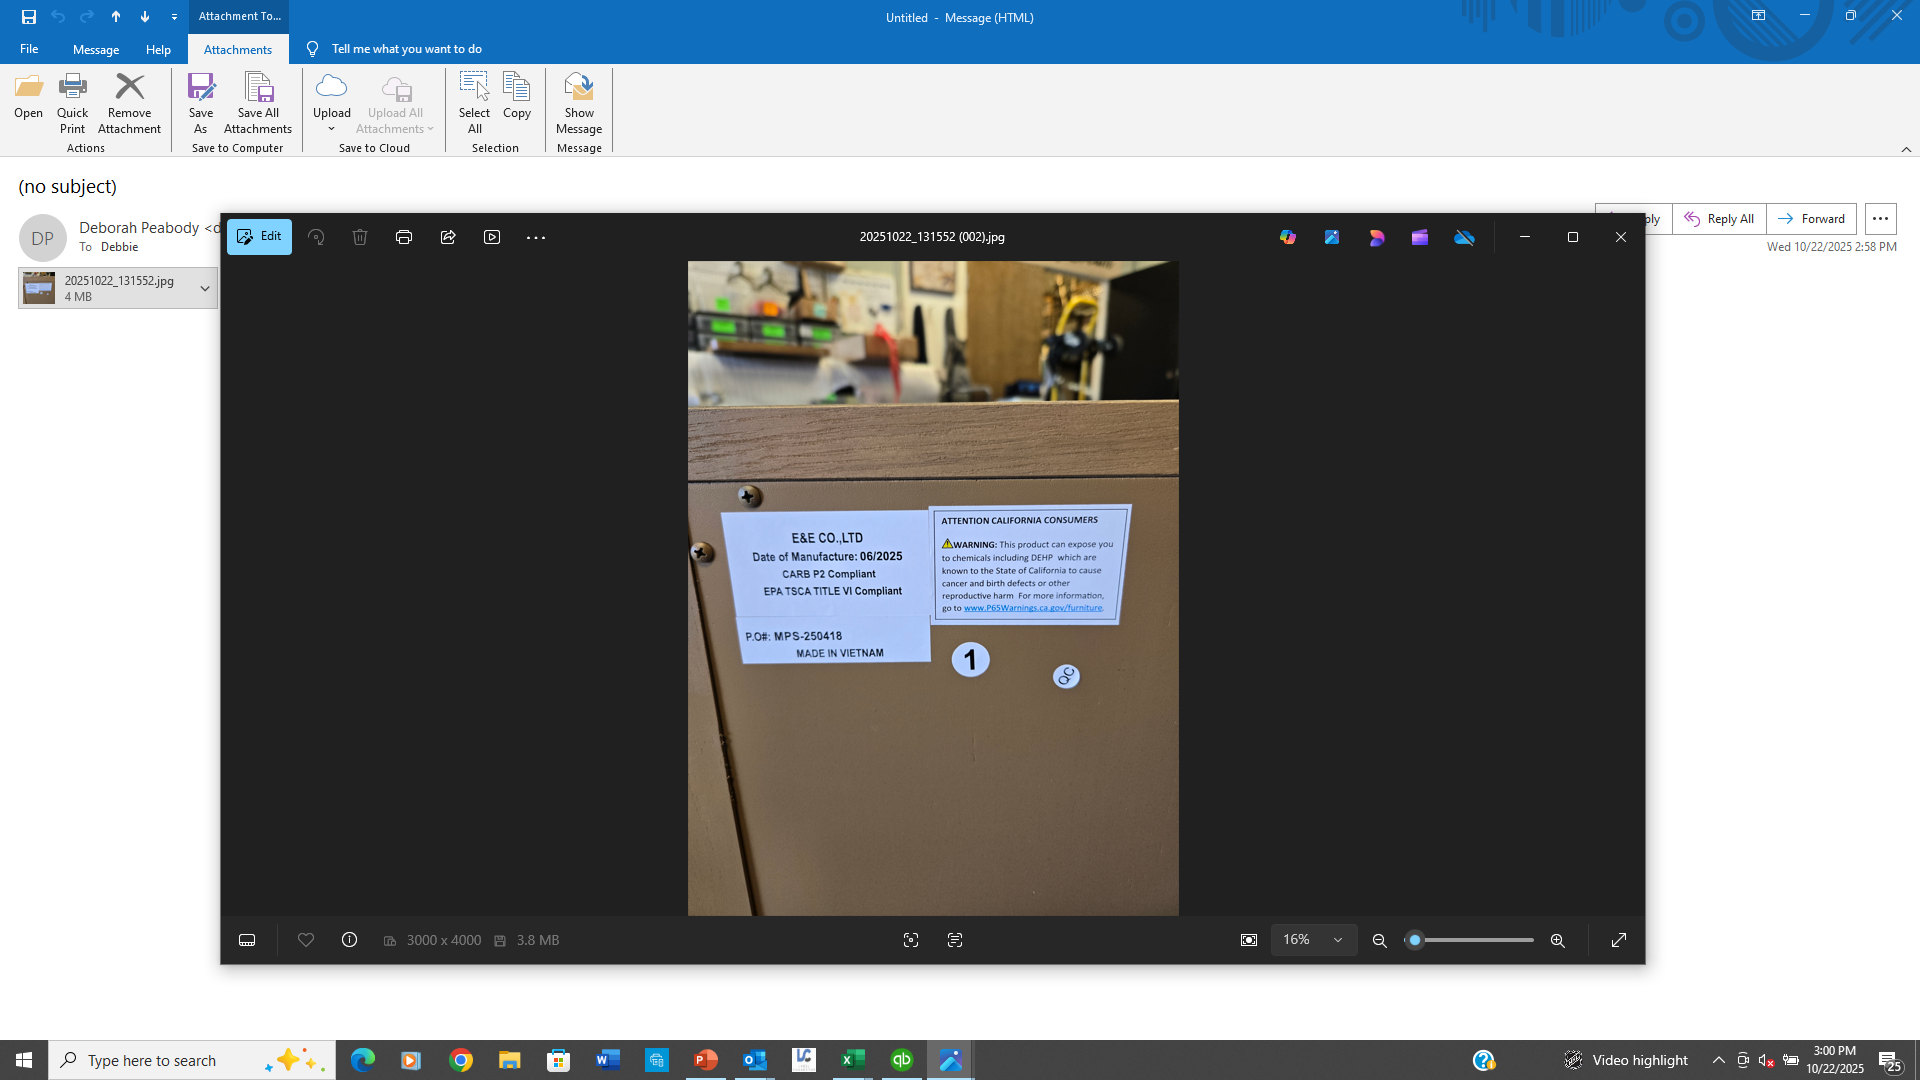 Attachment To...
Untitled - Message (HTML)
File
Message
Help
Attachments
Tell me what you want to do
Open
Quick Print
Remove Attachment
Save As
Save All Attachments
Upload
Upload All Attachments
Select All
Copy
Show Message
Actions
Save to Computer
Save to Cloud
Selection
Message
(no subject)
DP
Deborah Peabody <d
To Debbie
Reply All
Forward
Wed 10/22/2025 2:58 PM
20251022_131552.jpg
4 MB
Edit
20251022_131552 (002).jpg
E&E CO.,LTD
Date of Manufacture: 06/2025
CARB P2 Compliant
EPA TSCA TITLE VI Compliant
P.O#: MPS-250418
MADE IN VIETNAM
ATTENTION CALIFORNIA CONSUMERS
WARNING: This product can expose you
to chemicals including DEHP which are
known to the State of California to cause
cancer and birth defects or other
reproductive harm For more information,
go to www.P65Warnings.ca.gov/furniture.
1
QC
3000 x 4000
3.8 MB
16%
Type here to search
Video highlight
3:00 PM
10/22/2025
25